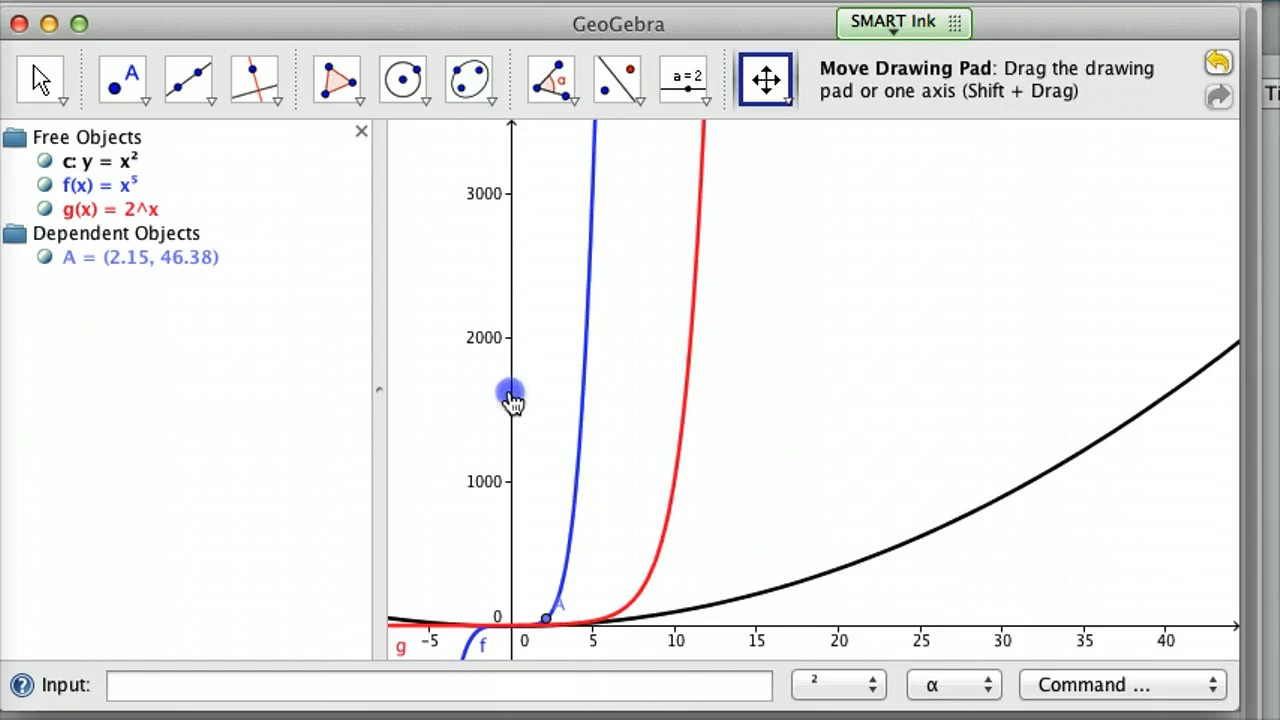 GeoGebra
SMART Ink
A
α
a=2
Move Drawing Pad: Drag the drawing
pad or one axis (Shift + Drag)
Ti
Free Objects
c: y = x²
f(x) = x⁵
g(x) = 2^x
Dependent Objects
A = (2.15, 46.38)
3000
2000
1000
0
A
-5
0
5
10
15
20
25
30
35
40
g
f
Input:
²
α
Command ...